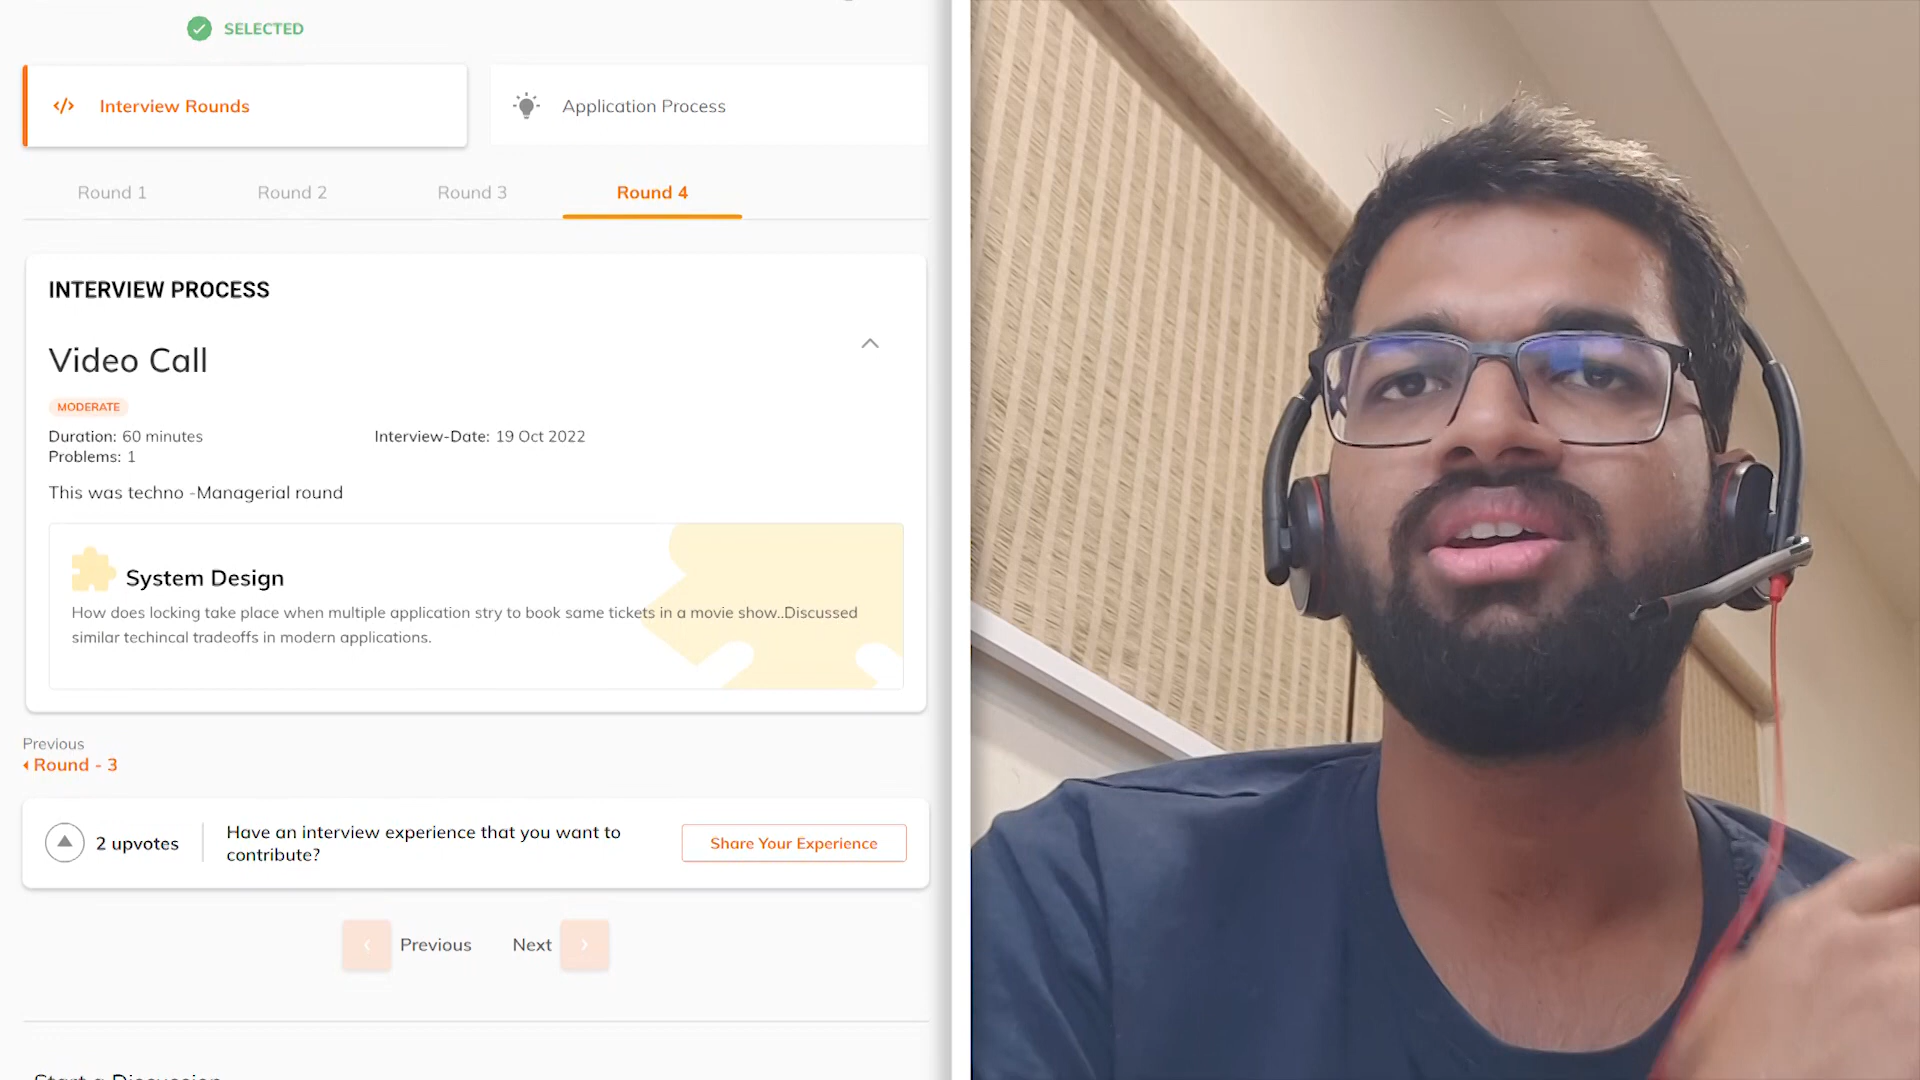 SELECTED
Interview Rounds
Application Process
Round 1 Round 2 Round 3 Round 4
INTERVIEW PROCESS
Video Call
MODERATE
Duration: 60 minutes Interview-Date: 19 Oct 2022
Problems: 1
This was techno -Managerial round
System Design
How does locking take place when multiple application stry to book same tickets in a movie show..Discussed
similar techincal tradeoffs in modern applications.
Previous
Round - 3
2 upvotes
Have an interview experience that you want to
contribute?
Share Your Experience
Previous Next
Start a Discussion